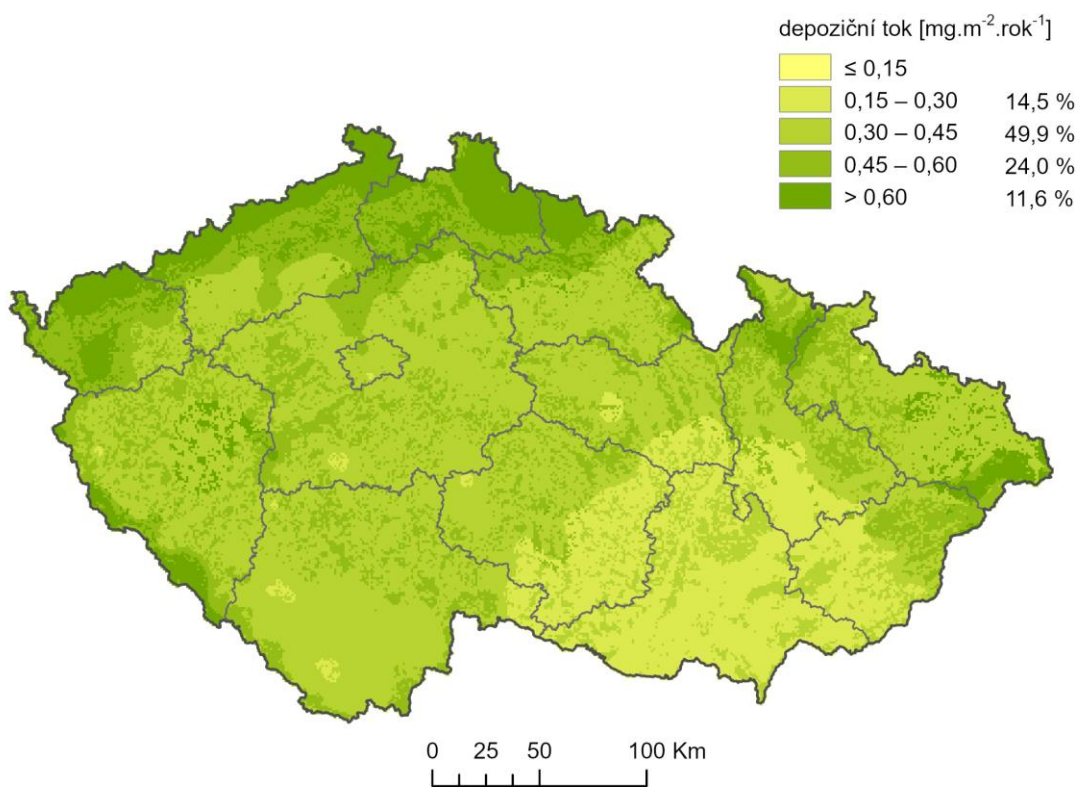 depoziční tok [mg.m⁻².rok⁻¹]
≤ 0,15
0,15 – 0,30 14,5 %
0,30 – 0,45 49,9 %
0,45 – 0,60 24,0 %
> 0,60 11,6 %
0 25 50 100 Km